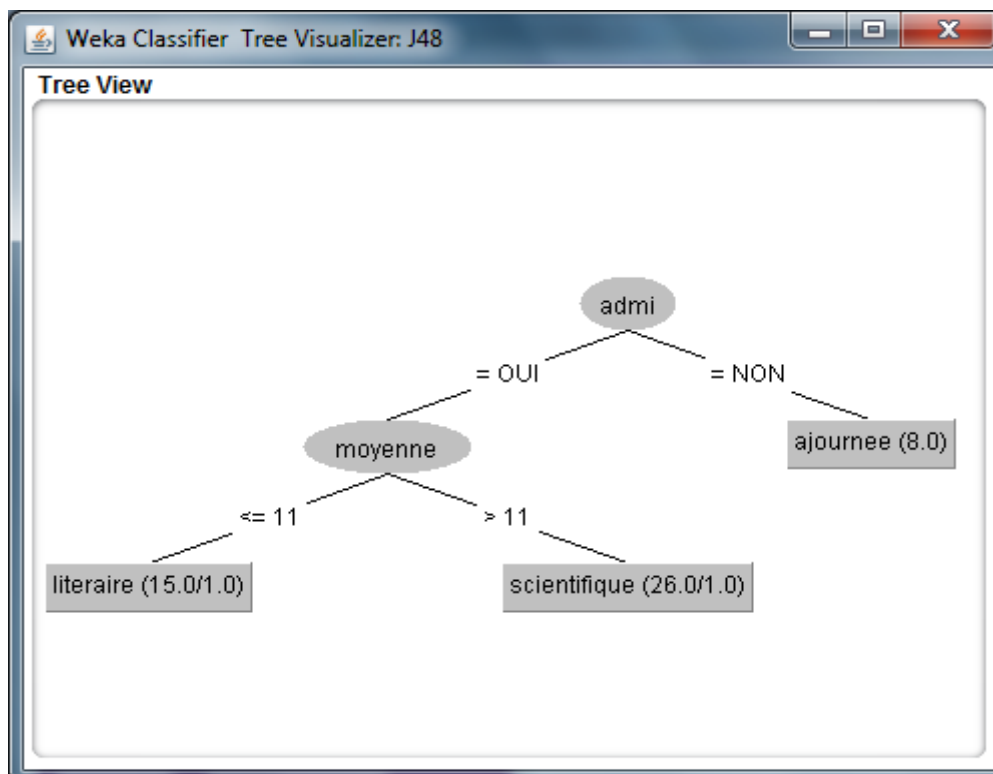 Weka Classifier Tree Visualizer: J48
Tree View
admi
= OUI
= NON
moyenne
ajournee (8.0)
<= 11
> 11
literaire (15.0/1.0)
scientifique (26.0/1.0)